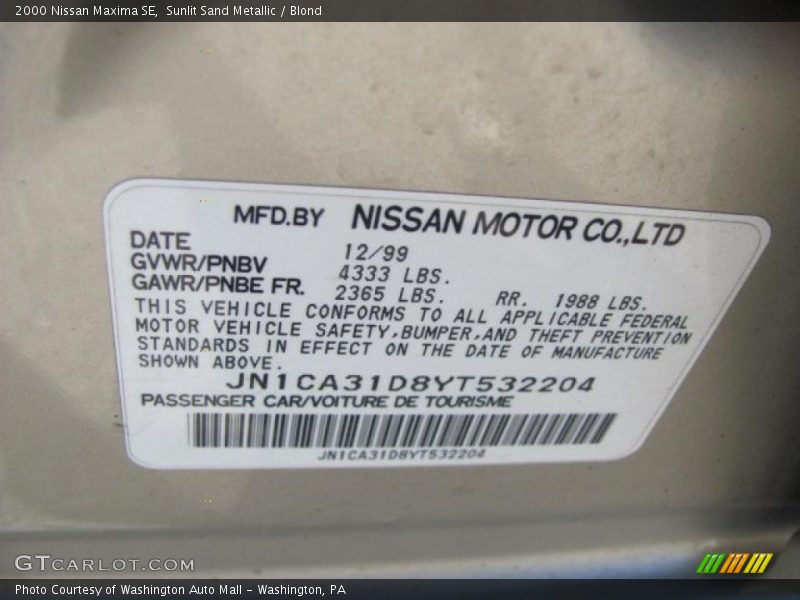 2000 Nissan Maxima SE,  Sunlit Sand Metallic / Blond
MFD.BY NISSAN MOTOR CO.,LTD
DATE 12/99
GVWR/PNBV 4333 LBS.
GAWR/PNBE FR. 2365 LBS. RR. 1988 LBS.
THIS VEHICLE CONFORMS TO ALL APPLICABLE FEDERAL
MOTOR VEHICLE SAFETY,BUMPER,AND THEFT PREVENTION
STANDARDS IN EFFECT ON THE DATE OF MANUFACTURE
SHOWN ABOVE.
JN1CA31D8YT532204
PASSENGER CAR/VOITURE DE TOURISME
JN1CA31D8YT532204
GTCARLOT.COM
Photo Courtesy of Washington Auto Mall - Washington, PA